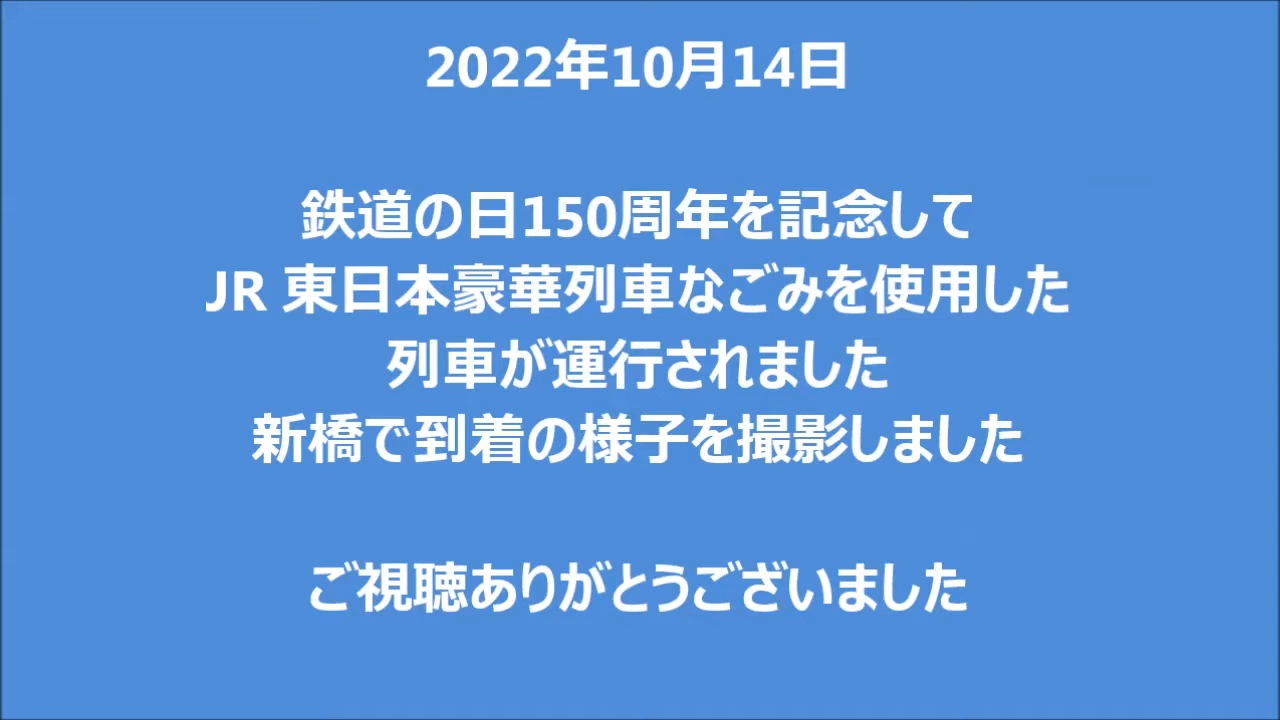 2022年10月14日
鉄道の日150周年を記念して
JR 東日本豪華列車なごみを使用した
列車が運行されました
新橋で到着の様子を撮影しました
ご視聴ありがとうございました